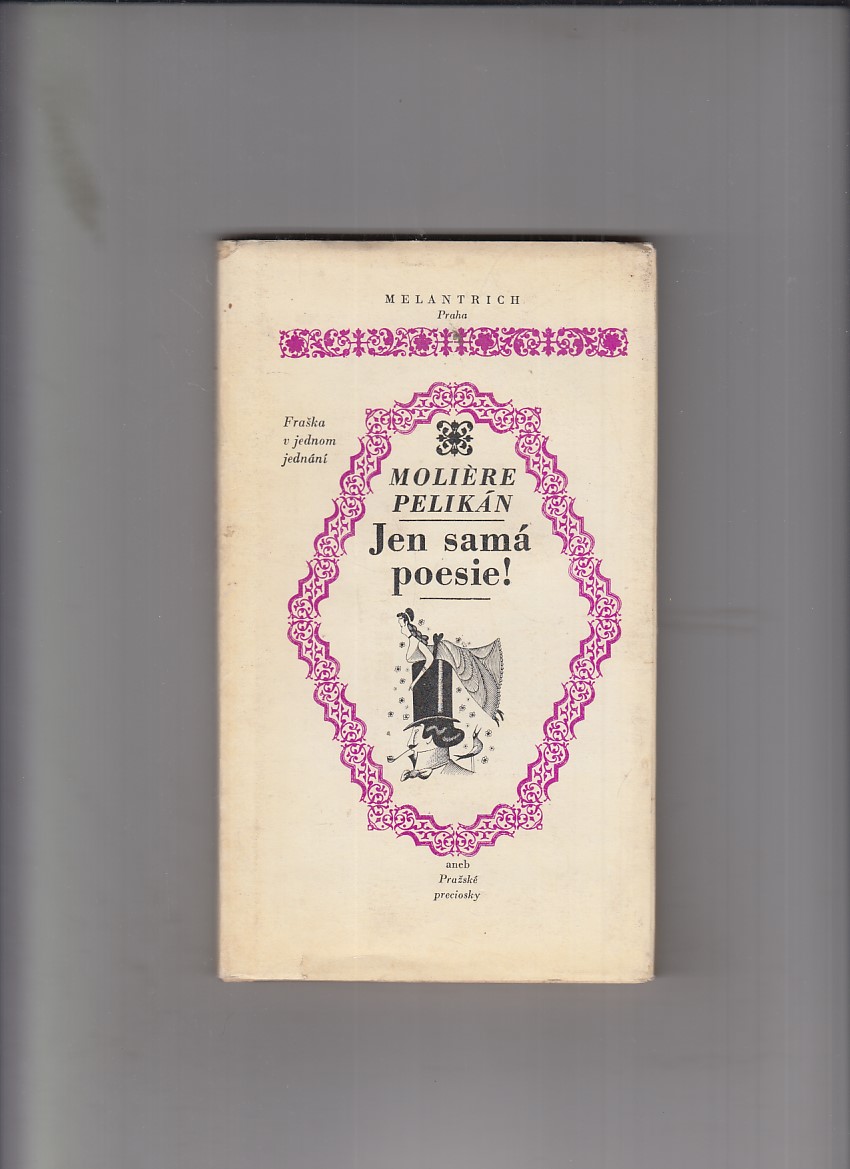 MELANTRICH
Praha
Fraška
v jednom
jednání
MOLIÈRE
PELIKÁN
Jen samá
poesie!
aneb
Pražské
preciosky